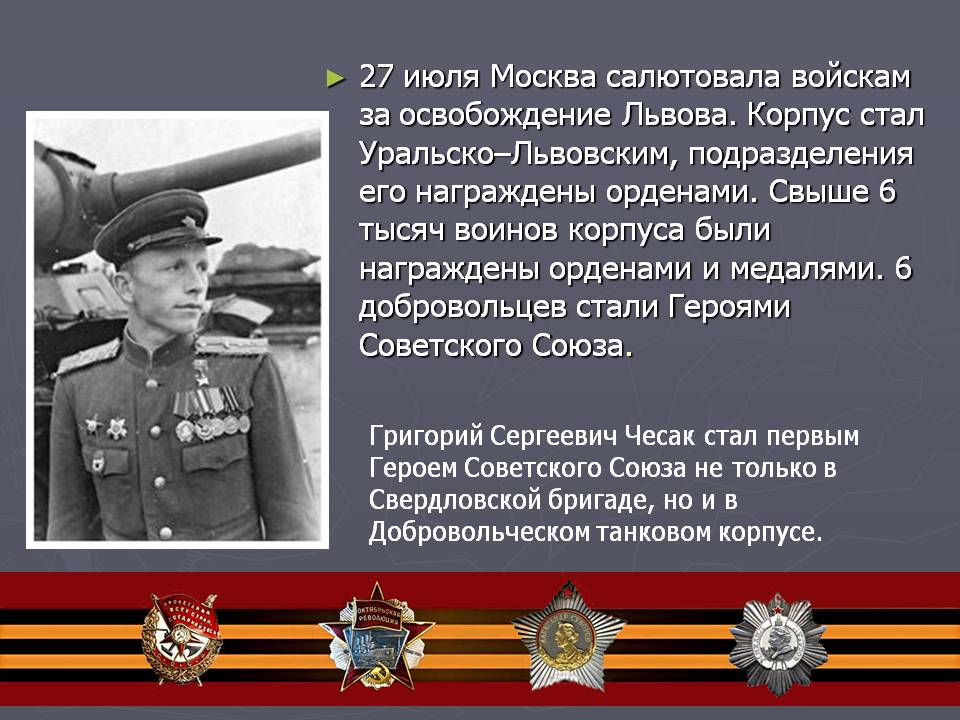 ► 27 июля Москва салютовала войскам
за освобождение Львова. Корпус стал
Уральско–Львовским, подразделения
его награждены орденами. Свыше 6
тысяч воинов корпуса были
награждены орденами и медалями. 6
добровольцев стали Героями
Советского Союза.
Григорий Сергеевич Чесак стал первым
Героем Советского Союза не только в
Свердловской бригаде, но и в
Добровольческом танковом корпусе.
ОКТЯБРЬСКАЯ
РЕВОЛЮЦИЯ